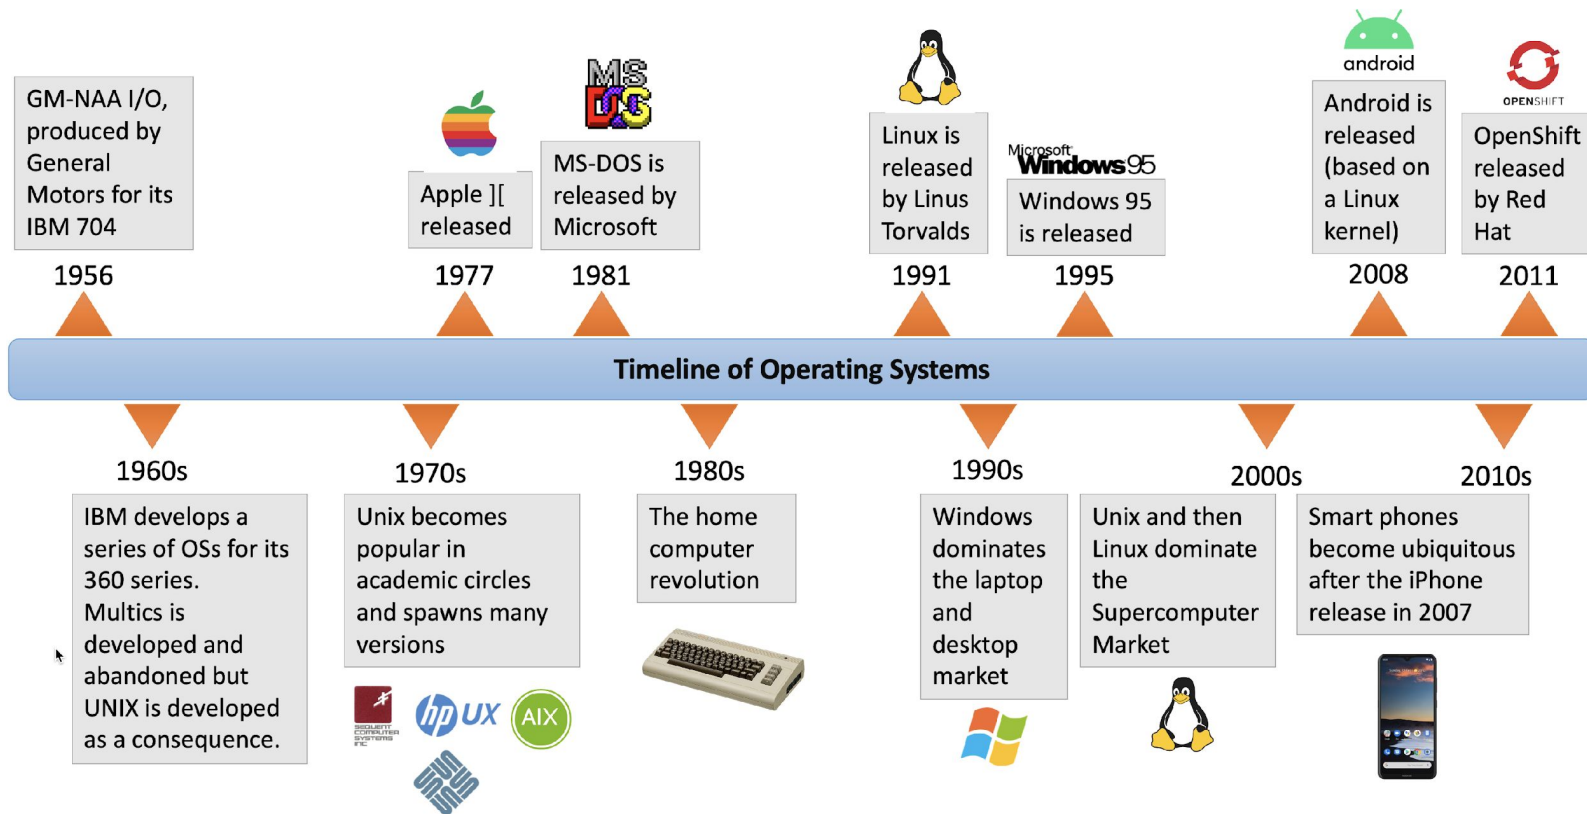 GM-NAA I/O,
produced by
General
Motors for its
IBM 704
1956
Apple ][
released
1977
MS
DOS
MS-DOS is
released by
Microsoft
1981
Linux is
released
by Linus
Torvalds
1991
Microsoft
Windows 95
Windows 95
is released
1995
android
Android is
released
(based on
a Linux
kernel)
2008
OPENSHIFT
OpenShift
released
by Red
Hat
2011
Timeline of Operating Systems
1960s
IBM develops a
series of OSs for its
360 series.
Multics is
developed and
abandoned but
UNIX is developed
as a consequence.
1970s
Unix becomes
popular in
academic circles
and spawns many
versions
SEQUENT
COMPUTER
SYSTEMS
INC
hp UX
AIX
1980s
The home
computer
revolution
1990s
Windows
dominates
the laptop
and
desktop
market
2000s
Unix and then
Linux dominate
the
Supercomputer
Market
2010s
Smart phones
become ubiquitous
after the iPhone
release in 2007